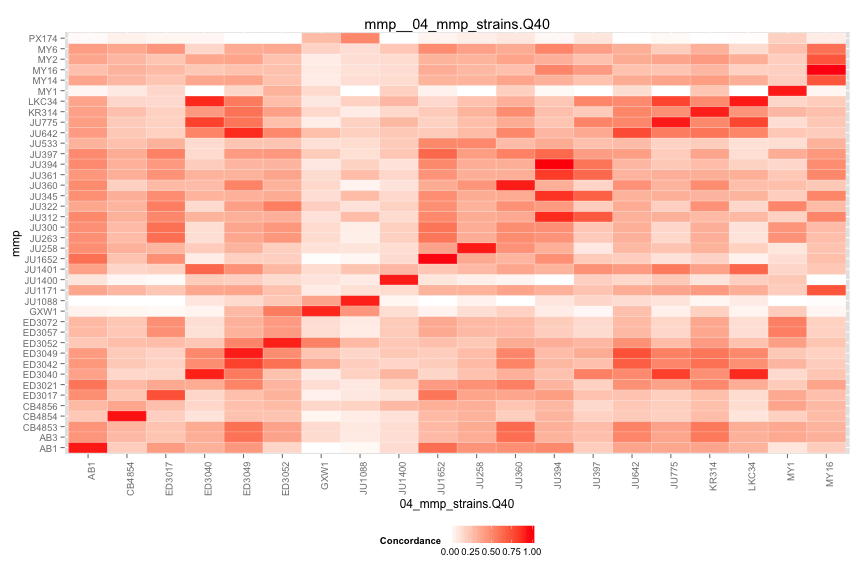 mmp__04_mmp_strains.Q40
PX174
MY6
MY2
MY16
MY14
MY1
LKC34
KR314
JU775
JU642
JU533
JU397
JU394
JU361
JU360
JU345
JU322
JU312
JU300
JU263
JU258
JU1652
JU1401
JU1400
JU1171
JU1088
GXW1
ED3072
ED3057
ED3052
ED3049
ED3042
ED3040
ED3021
ED3017
CB4856
CB4854
CB4853
AB3
AB1
mmp
AB1 CB4854 ED3017 ED3040 ED3049 ED3052 GXW1 JU1088 JU1400 JU1652 JU258 JU360 JU394 JU397 JU642 JU775 KR314 LKC34 MY1 MY16
04_mmp_strains.Q40
Concordance
0.00 0.25 0.50 0.75 1.00